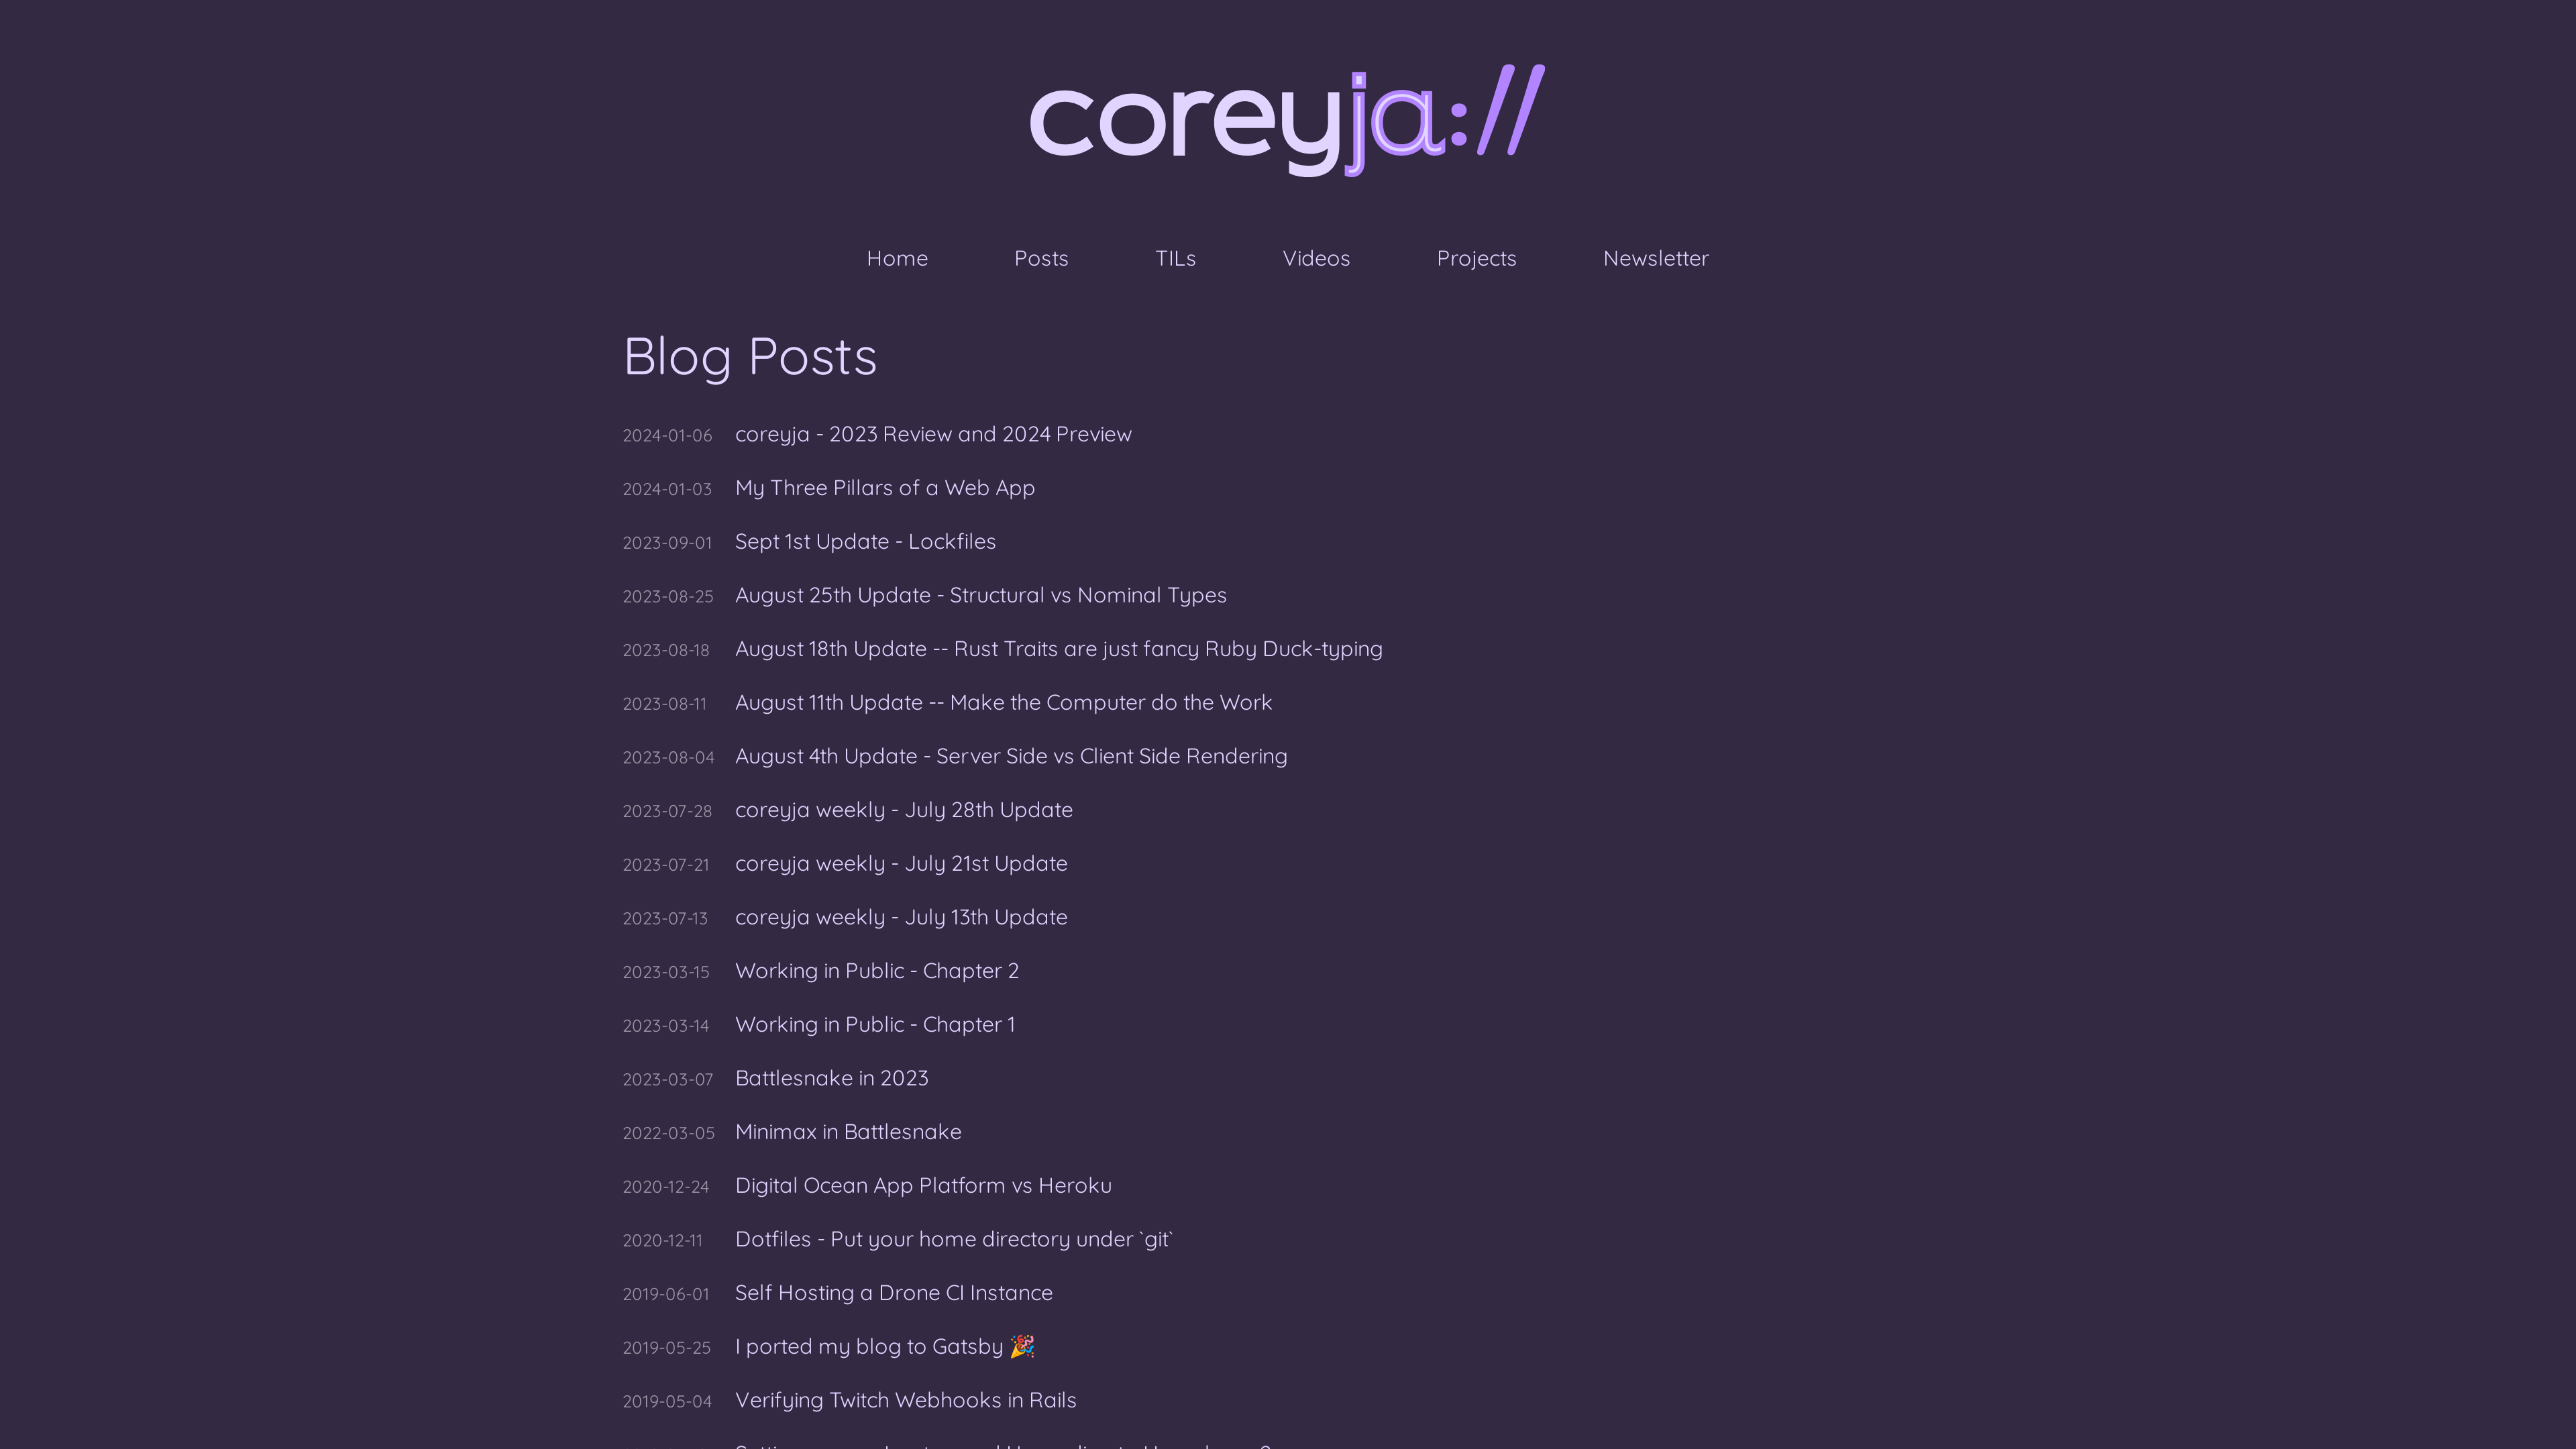 coreyja://
Home Posts TILs Videos Projects Newsletter
Blog Posts
2024-01-06 coreyja - 2023 Review and 2024 Preview
2024-01-03 My Three Pillars of a Web App
2023-09-01 Sept 1st Update - Lockfiles
2023-08-25 August 25th Update - Structural vs Nominal Types
2023-08-18 August 18th Update -- Rust Traits are just fancy Ruby Duck-typing
2023-08-11 August 11th Update -- Make the Computer do the Work
2023-08-04 August 4th Update - Server Side vs Client Side Rendering
2023-07-28 coreyja weekly - July 28th Update
2023-07-21 coreyja weekly - July 21st Update
2023-07-13 coreyja weekly - July 13th Update
2023-03-15 Working in Public - Chapter 2
2023-03-14 Working in Public - Chapter 1
2023-03-07 Battlesnake in 2023
2022-03-05 Minimax in Battlesnake
2020-12-24 Digital Ocean App Platform vs Heroku
2020-12-11 Dotfiles - Put your home directory under `git`
2019-06-01 Self Hosting a Drone CI Instance
2019-05-25 I ported my blog to Gatsby 🎉
2019-05-04 Verifying Twitch Webhooks in Rails